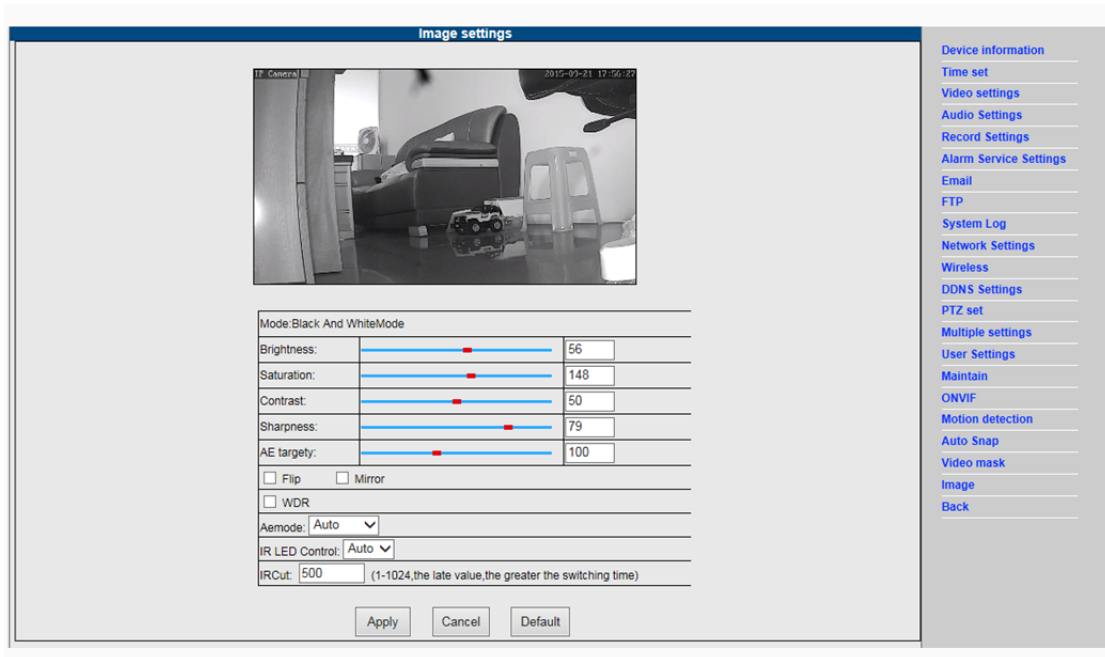 Image settings
IP Camera
2015-09-21 17:56:27
Mode:Black And WhiteMode
Brightness: 56
Saturation: 148
Contrast: 50
Sharpness: 79
AE targety: 100
Flip Mirror
WDR
Aemode: Auto
IR LED Control: Auto
IRCut: 500 (1-1024,the late value,the greater the switching time)
Apply Cancel Default
Device information
Time set
Video settings
Audio Settings
Record Settings
Alarm Service Settings
Email
FTP
System Log
Network Settings
Wireless
DDNS Settings
PTZ set
Multiple settings
User Settings
Maintain
ONVIF
Motion detection
Auto Snap
Video mask
Image
Back